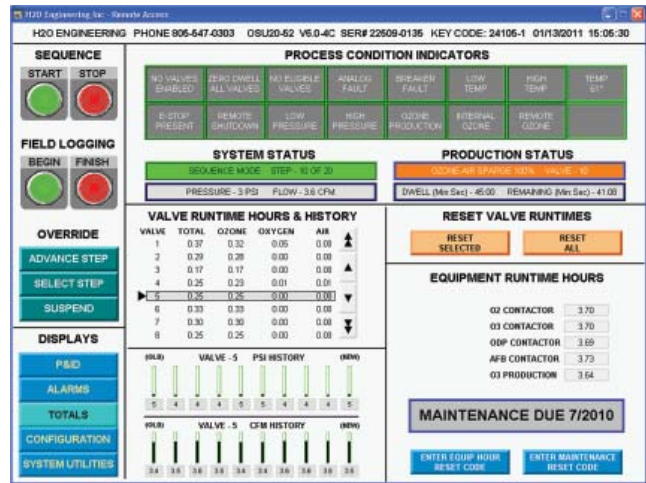 H2O Engineering, Inc - Remote Access
H2O ENGINEERING PHONE 805-547-0303 OSU20-52 V6.0-4C SER# 22509-0135 KEY CODE: 24105-1 01/13/2011 15:05:30
SEQUENCE
START STOP
FIELD LOGGING
BEGIN FINISH
OVERRIDE
ADVANCE STEP
SELECT STEP
SUSPEND
DISPLAYS
P&ID
ALARMS
TOTALS
CONFIGURATION
SYSTEM UTILITIES
PROCESS CONDITION INDICATORS
NO VALVES ENABLED
ZERO DWELL ALL VALVES
NO ELIGIBLE VALVES
ANALOG FAULT
BREAKER FAULT
LOW TEMP
HIGH TEMP
TEMP 61°
E-STOP PRESENT
REMOTE SHUTDOWN
LOW PRESSURE
HIGH PRESSURE
OZONE PRODUCTION
INTERNAL OZONE
REMOTE OZONE
SYSTEM STATUS
SEQUENCE MODE STEP - 10 OF 20
PRESSURE - 3 PSI FLOW - 3.6 CFM
PRODUCTION STATUS
OZONE-AIR SPARGE 100% VALVE - 10
DWELL (Min:Sec) - 45:00 REMAINING (Min:Sec) - 41:08
VALVE RUNTIME HOURS & HISTORY
VALVE TOTAL OZONE OXYGEN AIR
1 0.37 0.32 0.05 0.00
2 0.29 0.28 0.00 0.00
3 0.17 0.17 0.00 0.00
4 0.25 0.23 0.01 0.01
5 0.25 0.25 0.00 0.00
6 0.33 0.33 0.00 0.00
7 0.30 0.30 0.00 0.00
8 0.25 0.25 0.00 0.00
(OLD) VALVE - 5 PSI HISTORY (NEW)
5 4 4 5 5 4 4 4 5
(OLD) VALVE - 5 CFM HISTORY (NEW)
3.6 3.5 3.6
RESET VALVE RUNTIMES
RESET SELECTED
RESET ALL
EQUIPMENT RUNTIME HOURS
O2 CONTACTOR 3.70
O3 CONTACTOR 3.70
ODP CONTACTOR 3.69
AFB CONTACTOR 3.73
O3 PRODUCTION 3.64
MAINTENANCE DUE 7/2010
ENTER EQUIP HOUR RESET CODE
ENTER MAINTENANCE RESET CODE